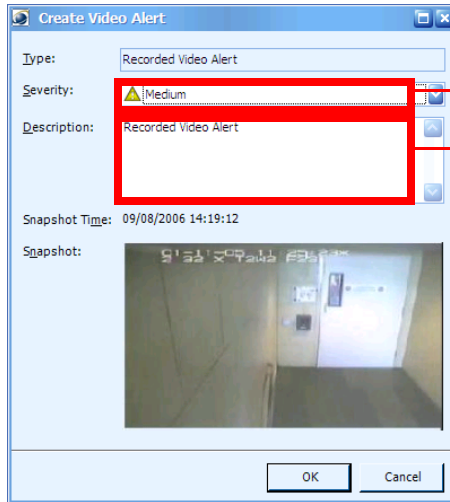 Create Video Alert
Type: Recorded Video Alert
Severity: Medium
Description: Recorded Video Alert
Snapshot Time: 09/08/2006 14:19:12
Snapshot:
OK Cancel